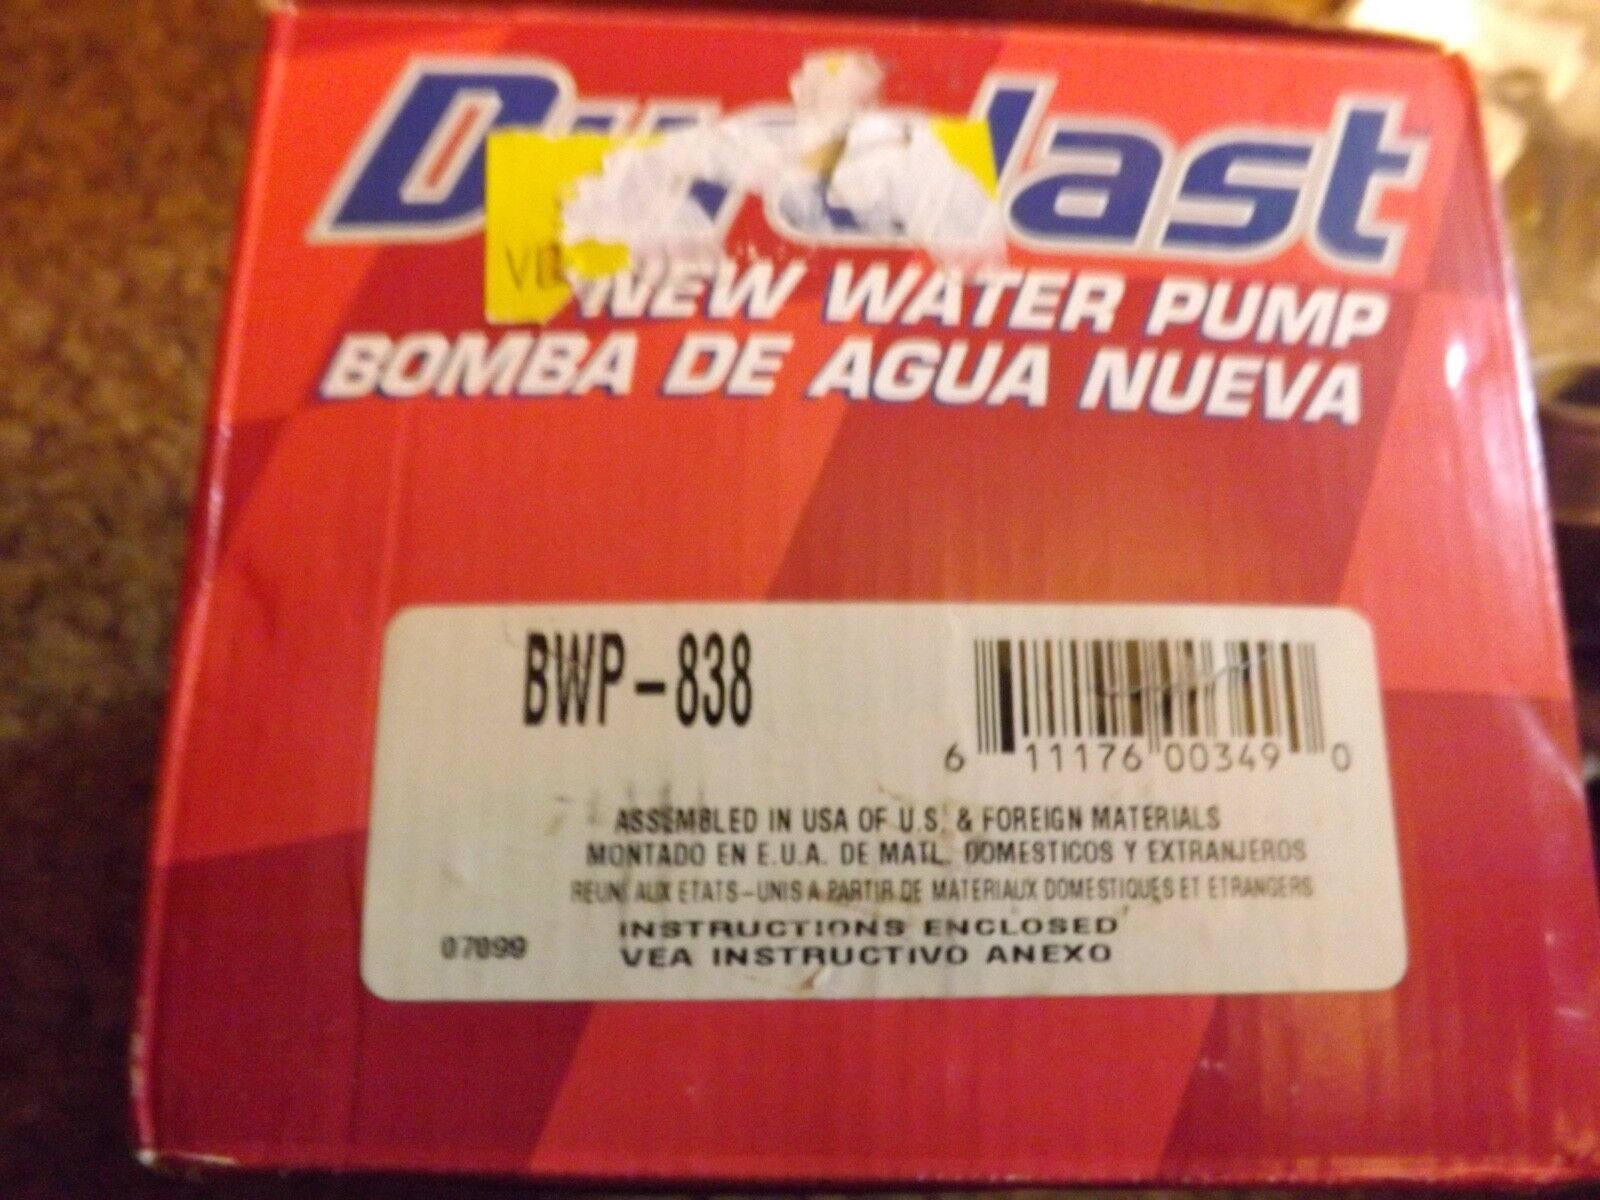 Duralast
NEW WATER PUMP
BOMBA DE AGUA NUEVA
BWP-838
6 11176 00349 0
ASSEMBLED IN USA OF U.S. & FOREIGN MATERIALS
MONTADO EN E.U.A. DE MATL. DOMESTICOS Y EXTRANJEROS
REUNI AUX ETATS-UNIS A PARTIR DE MATERIAUX DOMESTIQUES ET ETRANGERS
INSTRUCTIONS ENCLOSED
07099 VEA INSTRUCTIVO ANEXO